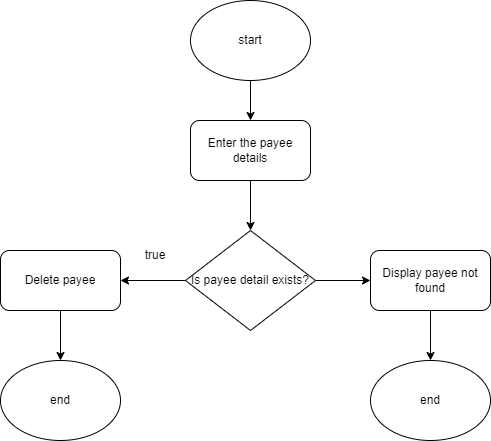 start
Enter the payee
details
true
Is payee detail exists?
Delete payee
Display payee not
found
end
end